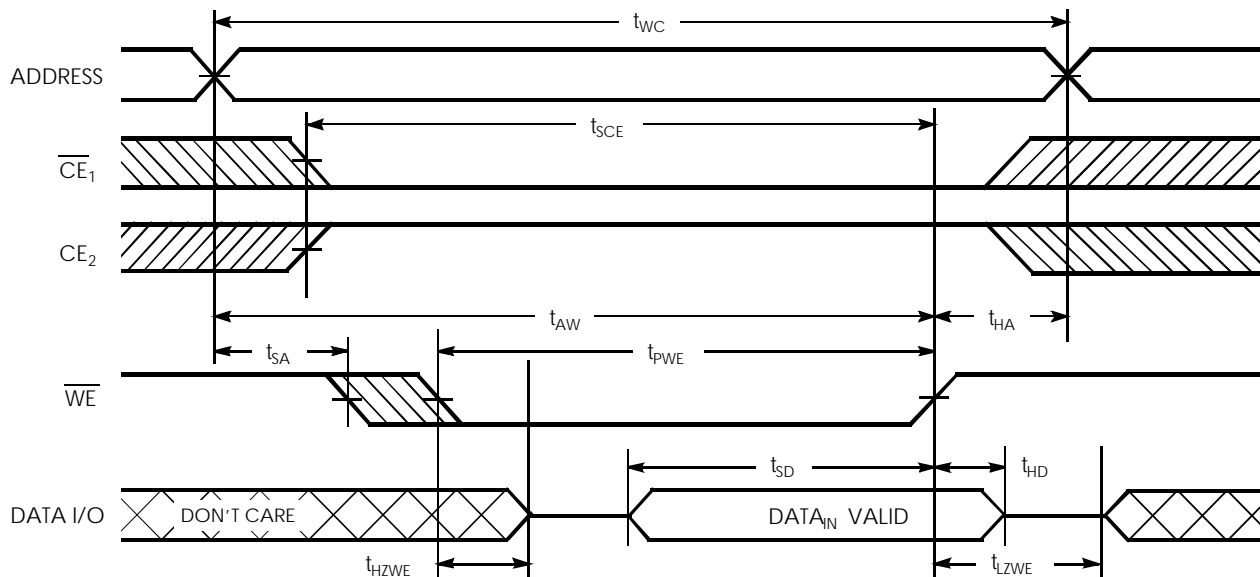 tWC
ADDRESS
tSCE
CE1
CE2
tAW
tHA
tSA
tPWE
WE
tSD
tHD
DATA I/O
DON'T CARE
DATAIN VALID
tHZWE
tLZWE